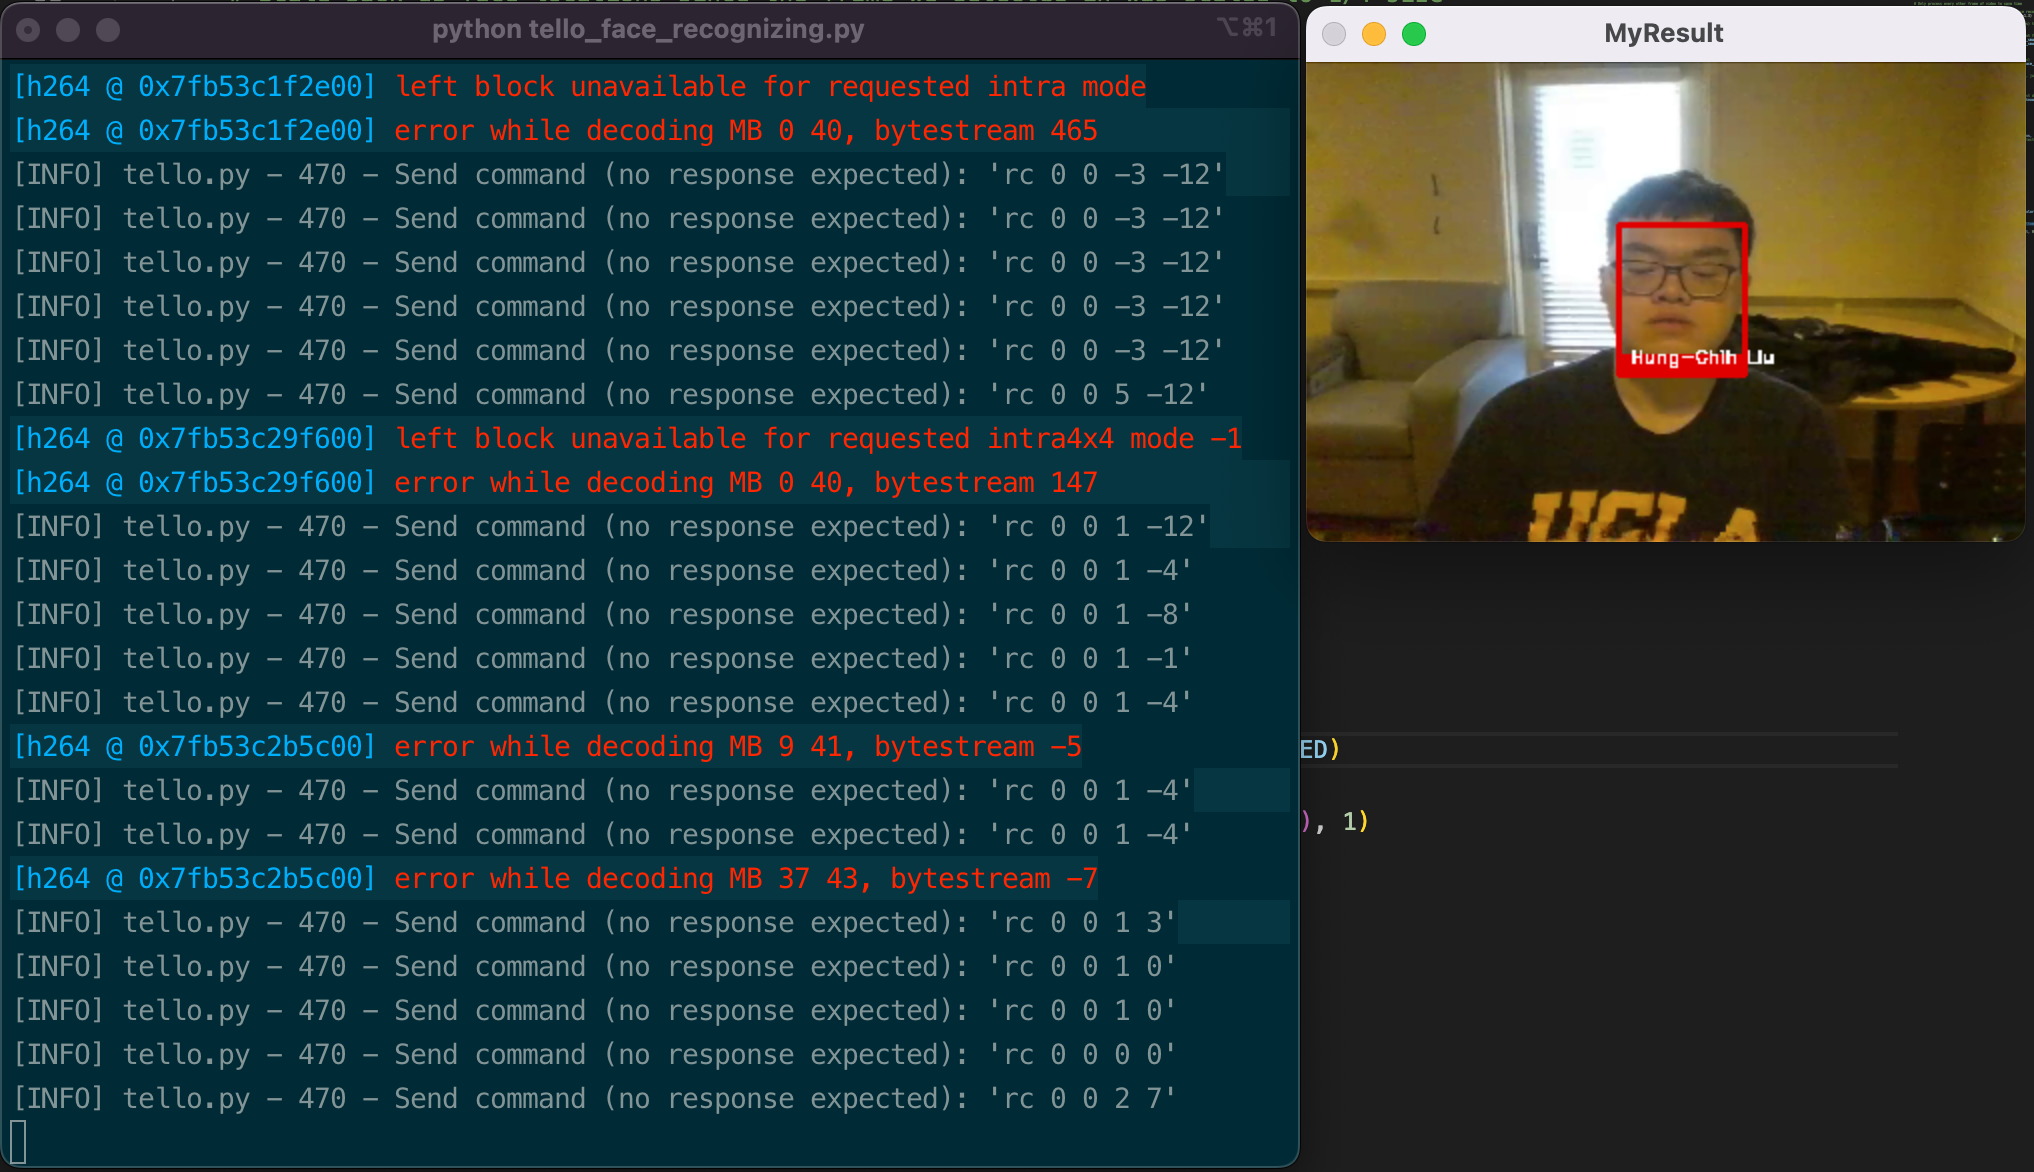 python tello_face_recognizing.py
⌥⌘1
[h264 @ 0x7fb53c1f2e00] left block unavailable for requested intra mode
[h264 @ 0x7fb53c1f2e00] error while decoding MB 0 40, bytestream 465
[INFO] tello.py - 470 - Send command (no response expected): 'rc 0 0 -3 -12'
[INFO] tello.py - 470 - Send command (no response expected): 'rc 0 0 -3 -12'
[INFO] tello.py - 470 - Send command (no response expected): 'rc 0 0 -3 -12'
[INFO] tello.py - 470 - Send command (no response expected): 'rc 0 0 -3 -12'
[INFO] tello.py - 470 - Send command (no response expected): 'rc 0 0 -3 -12'
[INFO] tello.py - 470 - Send command (no response expected): 'rc 0 0 5 -12'
[h264 @ 0x7fb53c29f600] left block unavailable for requested intra4x4 mode -1
[h264 @ 0x7fb53c29f600] error while decoding MB 0 40, bytestream 147
[INFO] tello.py - 470 - Send command (no response expected): 'rc 0 0 1 -12'
[INFO] tello.py - 470 - Send command (no response expected): 'rc 0 0 1 -4'
[INFO] tello.py - 470 - Send command (no response expected): 'rc 0 0 1 -8'
[INFO] tello.py - 470 - Send command (no response expected): 'rc 0 0 1 -1'
[INFO] tello.py - 470 - Send command (no response expected): 'rc 0 0 1 -4'
[h264 @ 0x7fb53c2b5c00] error while decoding MB 9 41, bytestream -5
[INFO] tello.py - 470 - Send command (no response expected): 'rc 0 0 1 -4'
[INFO] tello.py - 470 - Send command (no response expected): 'rc 0 0 1 -4'
[h264 @ 0x7fb53c2b5c00] error while decoding MB 37 43, bytestream -7
[INFO] tello.py - 470 - Send command (no response expected): 'rc 0 0 1 3'
[INFO] tello.py - 470 - Send command (no response expected): 'rc 0 0 1 0'
[INFO] tello.py - 470 - Send command (no response expected): 'rc 0 0 1 0'
[INFO] tello.py - 470 - Send command (no response expected): 'rc 0 0 0 0'
[INFO] tello.py - 470 - Send command (no response expected): 'rc 0 0 2 7'
MyResult
Hung-Chih Liu
UCLA
ED)
), 1)